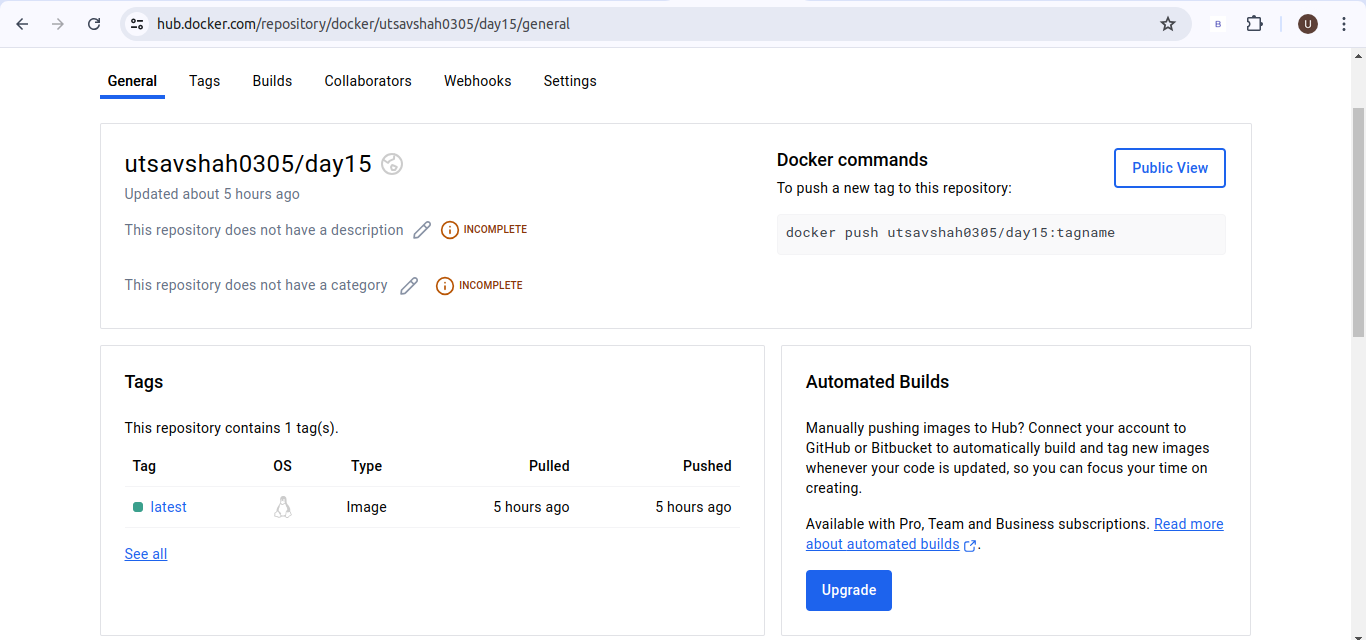 hub.docker.com/repository/docker/utsavshah0305/day15/general
B
U
General Tags Builds Collaborators Webhooks Settings
utsavshah0305/day15
Updated about 5 hours ago
This repository does not have a description INCOMPLETE
This repository does not have a category INCOMPLETE
Docker commands
Public View
To push a new tag to this repository:
docker push utsavshah0305/day15:tagname
Tags
This repository contains 1 tag(s).
Tag OS Type Pulled Pushed
latest Image 5 hours ago 5 hours ago
See all
Automated Builds
Manually pushing images to Hub? Connect your account to
GitHub or Bitbucket to automatically build and tag new images
whenever your code is updated, so you can focus your time on
creating.
Available with Pro, Team and Business subscriptions. Read more
about automated builds .
Upgrade